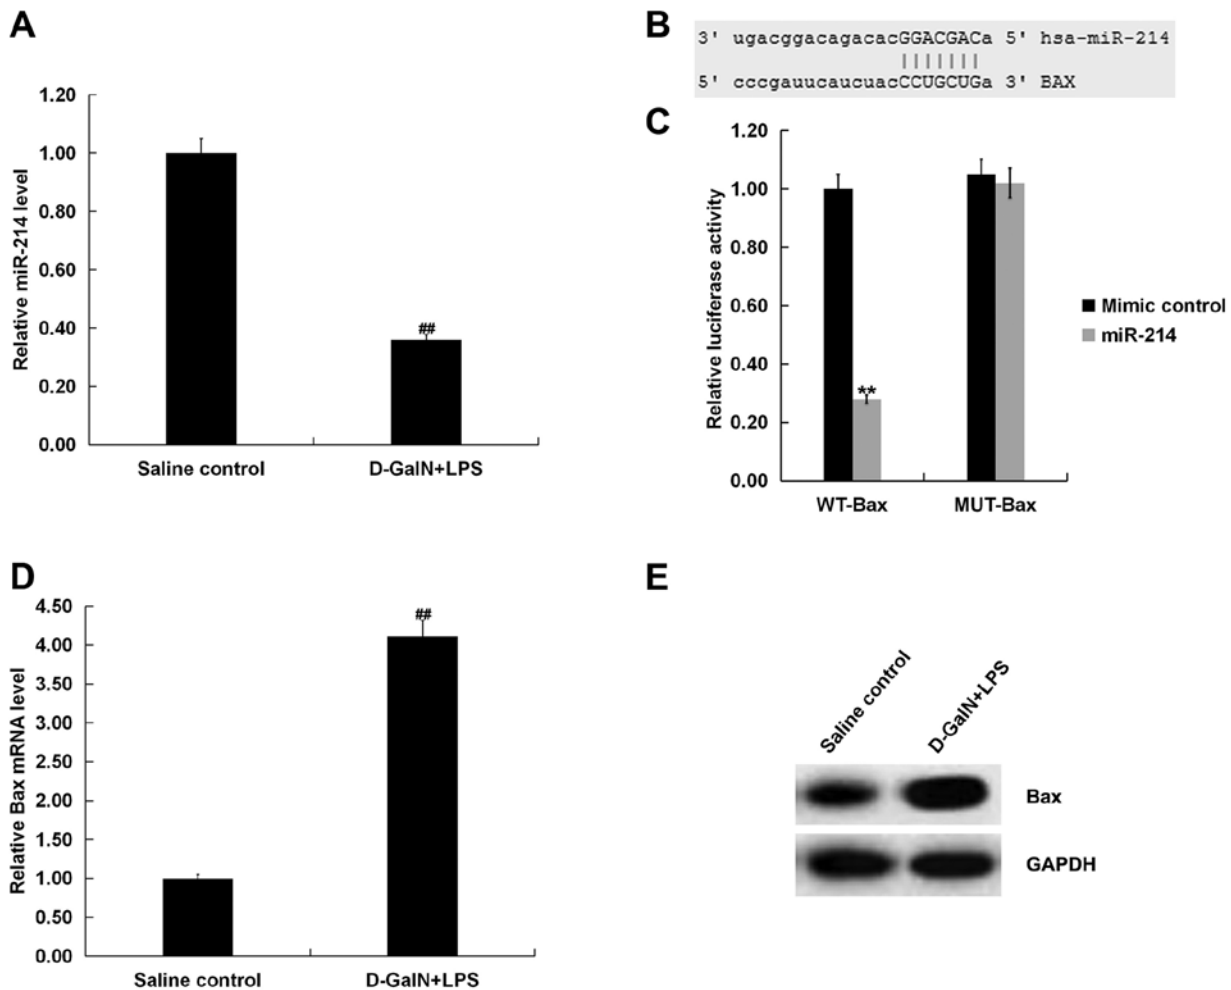 A
Relative miR-214 level
1.20
1.00
0.80
0.60
0.40
0.20
0.00
##
Saline control
D-GalN+LPS
B
3' ugacggacagacacGGACGACa 5' hsa-miR-214
|||||||
5' cccgauucaucuacCCUGCUGa 3' BAX
C
Relative luciferase activity
1.20
1.00
0.80
0.60
0.40
0.20
0.00
**
WT-Bax
MUT-Bax
Mimic control
miR-214
D
Relative Bax mRNA level
4.50
4.00
3.50
3.00
2.50
2.00
1.50
1.00
0.50
0.00
##
Saline control
D-GalN+LPS
E
Saline control
D-GalN+LPS
Bax
GAPDH